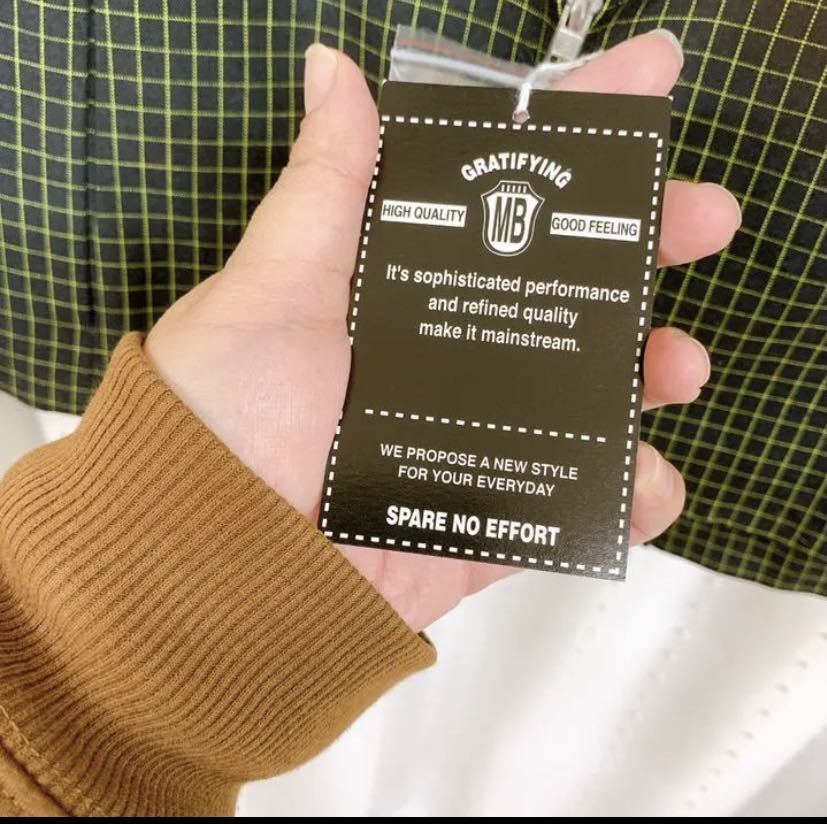 GRATIFYING
HIGH QUALITY MB GOOD FEELING
It's sophisticated performance
and refined quality
make it mainstream.
WE PROPOSE A NEW STYLE
FOR YOUR EVERYDAY
SPARE NO EFFORT